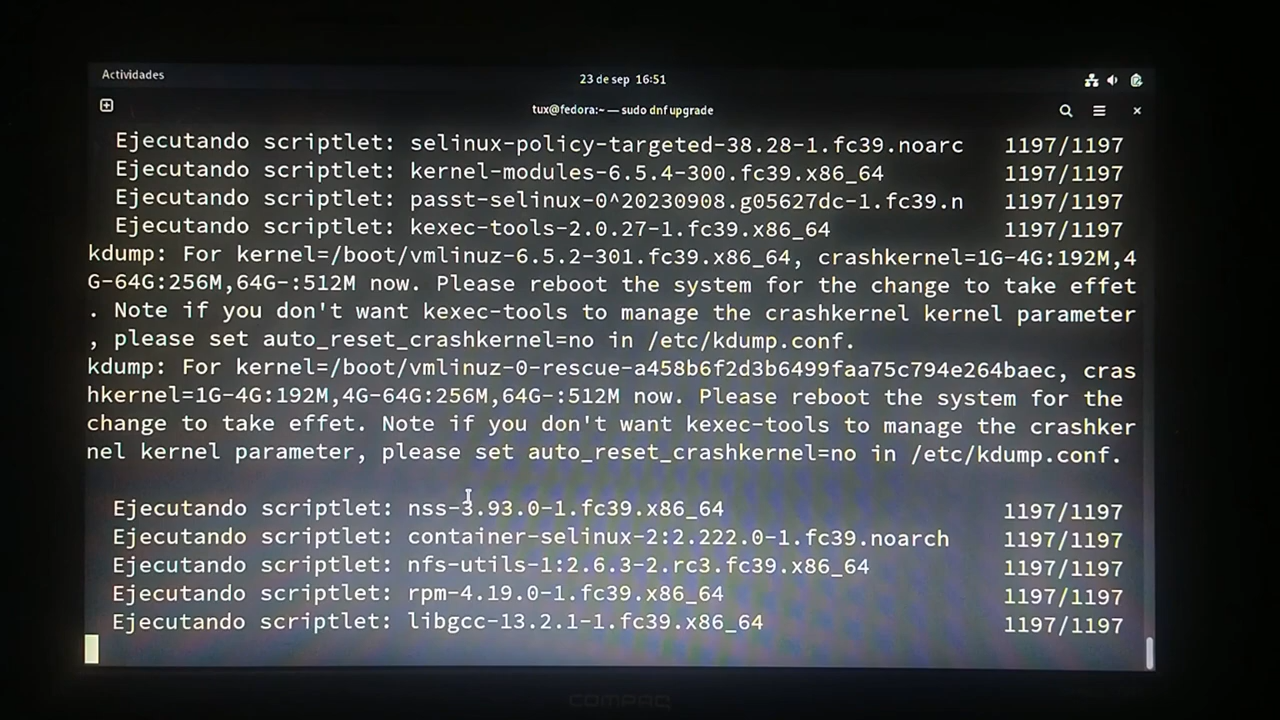 Actividades
23 de sep 16:51
tux@fedora:~ — sudo dnf upgrade
Ejecutando scriptlet: selinux-policy-targeted-38.28-1.fc39.noarc 1197/1197
Ejecutando scriptlet: kernel-modules-6.5.4-300.fc39.x86_64 1197/1197
Ejecutando scriptlet: passt-selinux-0^20230908.g05627dc-1.fc39.n 1197/1197
Ejecutando scriptlet: kexec-tools-2.0.27-1.fc39.x86_64 1197/1197
kdump: For kernel=/boot/vmlinuz-6.5.2-301.fc39.x86_64, crashkernel=1G-4G:192M,4
G-64G:256M,64G-:512M now. Please reboot the system for the change to take effet
. Note if you don't want kexec-tools to manage the crashkernel kernel parameter
, please set auto_reset_crashkernel=no in /etc/kdump.conf.
kdump: For kernel=/boot/vmlinuz-0-rescue-a458b6f2d3b6499faa75c794e264baec, cras
hkernel=1G-4G:192M,4G-64G:256M,64G-:512M now. Please reboot the system for the
change to take effet. Note if you don't want kexec-tools to manage the crashker
nel kernel parameter, please set auto_reset_crashkernel=no in /etc/kdump.conf.
Ejecutando scriptlet: nss-3.93.0-1.fc39.x86_64 1197/1197
Ejecutando scriptlet: container-selinux-2:2.222.0-1.fc39.noarch 1197/1197
Ejecutando scriptlet: nfs-utils-1:2.6.3-2.rc3.fc39.x86_64 1197/1197
Ejecutando scriptlet: rpm-4.19.0-1.fc39.x86_64 1197/1197
Ejecutando scriptlet: libgcc-13.2.1-1.fc39.x86_64 1197/1197
COMPAQ